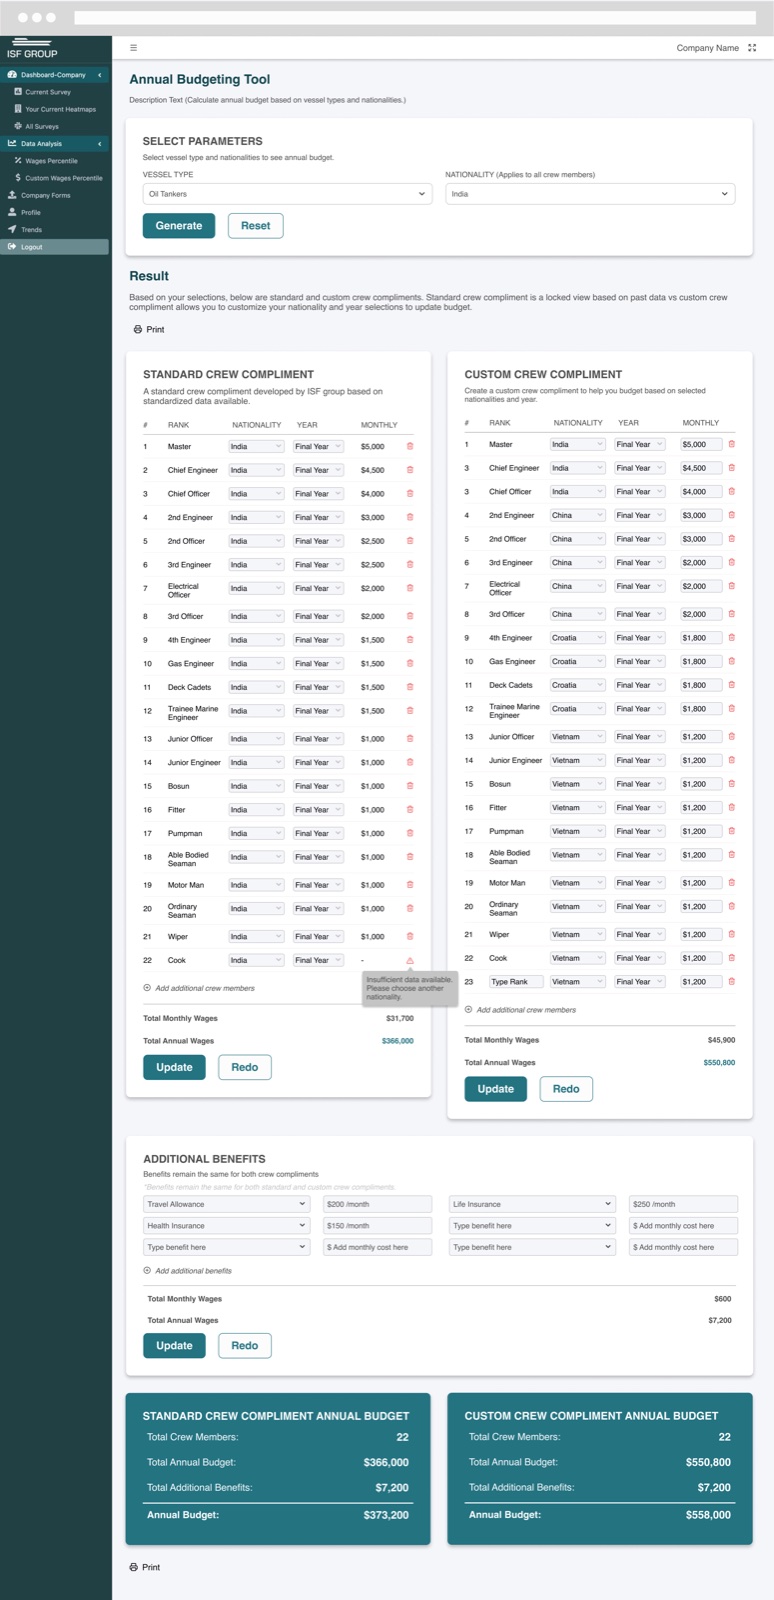 ISF GROUP
Company Name
Dashboard-Company
Current Survey
Your Current Heatmaps
All Surveys
Data Analysis
Wages Percentile
Custom Wages Percentile
Company Forms
Profile
Trends
Logout
Annual Budgeting Tool
Description Text (Calculate annual budget based on vessel types and nationalities.)
SELECT PARAMETERS
Select vessel type and nationalities to see annual budget.
VESSEL TYPE
NATIONALITY (Applies to all crew members)
Oil Tankers
India
Generate
Reset
Result
Based on your selections, below are standard and custom crew compliments. Standard crew compliment is a locked view based on past data vs custom crew
compliment allows you to customize your nationality and year selections to update budget.
Print
STANDARD CREW COMPLIMENT
A standard crew compliment developed by ISF group based on
standardized data available.
# RANK NATIONALITY YEAR MONTHLY
1 Master India Final Year $5,000
2 Chief Engineer India Final Year $4,500
3 Chief Officer India Final Year $4,000
4 2nd Engineer India Final Year $3,000
5 2nd Officer India Final Year $2,500
6 3rd Engineer India Final Year $2,500
7 Electrical India Final Year $2,000
Officer
8 3rd Officer India Final Year $2,000
9 4th Engineer India Final Year $1,500
10 Gas Engineer India Final Year $1,500
11 Deck Cadets India Final Year $1,500
12 Trainee Marine India Final Year $1,500
Engineer
13 Junior Officer India Final Year $1,000
14 Junior Engineer India Final Year $1,000
15 Bosun India Final Year $1,000
16 Fitter India Final Year $1,000
17 Pumpman India Final Year $1,000
18 Able Bodied India Final Year $1,000
Seaman
19 Motor Man India Final Year $1,000
20 Ordinary India Final Year $1,000
Seaman
21 Wiper India Final Year $1,000
22 Cook India Final Year -
Insufficient data available.
Please choose another
nationality.
Add additional crew members
Total Monthly Wages $31,700
Total Annual Wages $366,000
Update
Redo
CUSTOM CREW COMPLIMENT
Create a custom crew compliment to help you budget based on selected
nationalities and year.
# RANK NATIONALITY YEAR MONTHLY
1 Master India Final Year $5,000
3 Chief Engineer India Final Year $4,500
3 Chief Officer India Final Year $4,000
4 2nd Engineer China Final Year $3,000
5 2nd Officer China Final Year $3,000
6 3rd Engineer China Final Year $2,000
7 Electrical China Final Year $2,000
Officer
8 3rd Officer China Final Year $2,000
9 4th Engineer Croatia Final Year $1,800
10 Gas Engineer Croatia Final Year $1,800
11 Deck Cadets Croatia Final Year $1,800
12 Trainee Marine Croatia Final Year $1,800
Engineer
13 Junior Officer Vietnam Final Year $1,200
14 Junior Engineer Vietnam Final Year $1,200
15 Bosun Vietnam Final Year $1,200
16 Fitter Vietnam Final Year $1,200
17 Pumpman Vietnam Final Year $1,200
18 Able Bodied Vietnam Final Year $1,200
Seaman
19 Motor Man Vietnam Final Year $1,200
20 Ordinary Vietnam Final Year $1,200
Seaman
21 Wiper Vietnam Final Year $1,200
22 Cook Vietnam Final Year $1,200
23 Type Rank Vietnam Final Year $1,200
Add additional crew members
Total Monthly Wages $45,900
Total Annual Wages $550,800
Update
Redo
ADDITIONAL BENEFITS
Benefits remain the same for both crew compliments
*Benefits remain the same for both standard and custom crew compliments.
Travel Allowance $200 /month Life Insurance $250 /month
Health Insurance $150 /month Type benefit here $ Add monthly cost here
Type benefit here $ Add monthly cost here Type benefit here $ Add monthly cost here
Add additional benefits
Total Monthly Wages $600
Total Annual Wages $7,200
Update
Redo
STANDARD CREW COMPLIMENT ANNUAL BUDGET
Total Crew Members: 22
Total Annual Budget: $366,000
Total Additional Benefits: $7,200
Annual Budget: $373,200
CUSTOM CREW COMPLIMENT ANNUAL BUDGET
Total Crew Members: 22
Total Annual Budget: $550,800
Total Additional Benefits: $7,200
Annual Budget: $558,000
Print